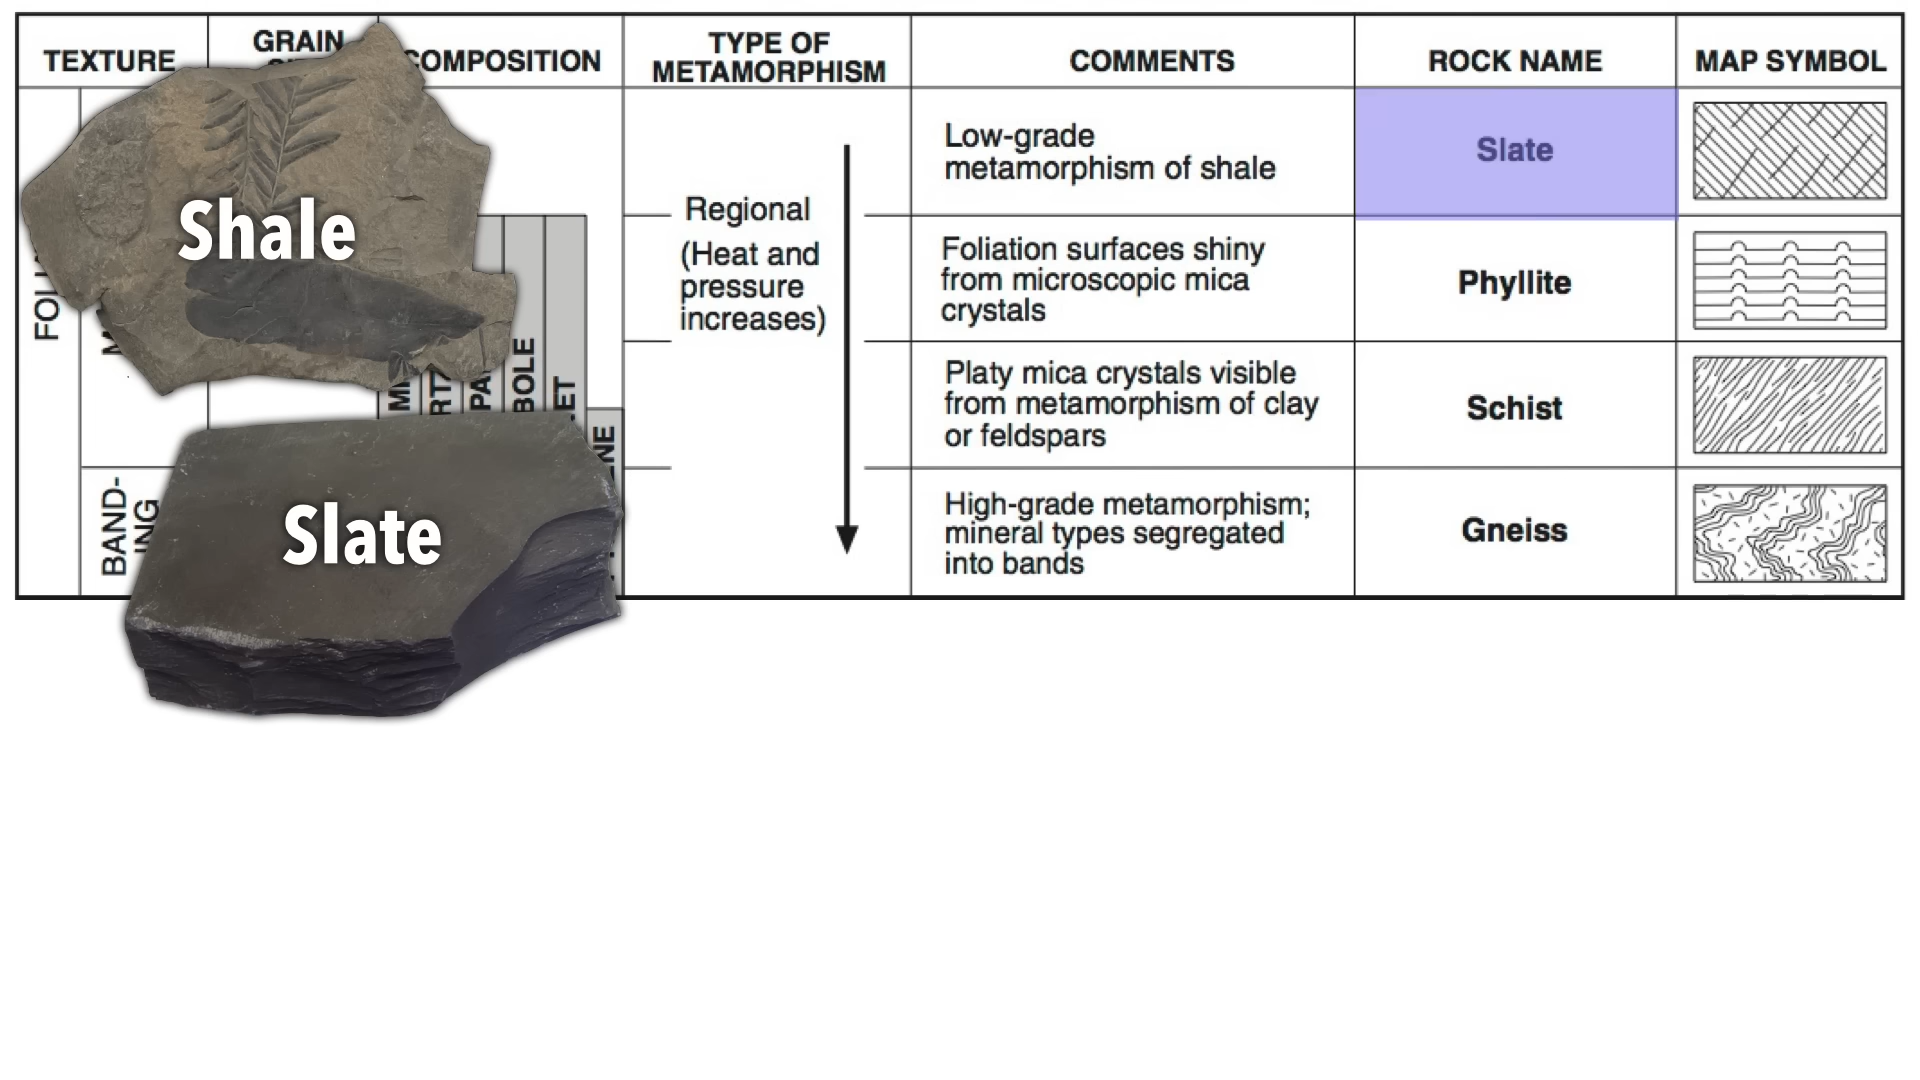 TEXTURE
GRAIN
COMPOSITION
TYPE OF
METAMORPHISM
COMMENTS
ROCK NAME
MAP SYMBOL
Shale
Slate
BAND-
ING
Regional
(Heat and
pressure
increases)
Low-grade
metamorphism of shale
Slate
Foliation surfaces shiny
from microscopic mica
crystals
Phyllite
Platy mica crystals visible
from metamorphism of clay
or feldspars
Schist
High-grade metamorphism;
mineral types segregated
into bands
Gneiss